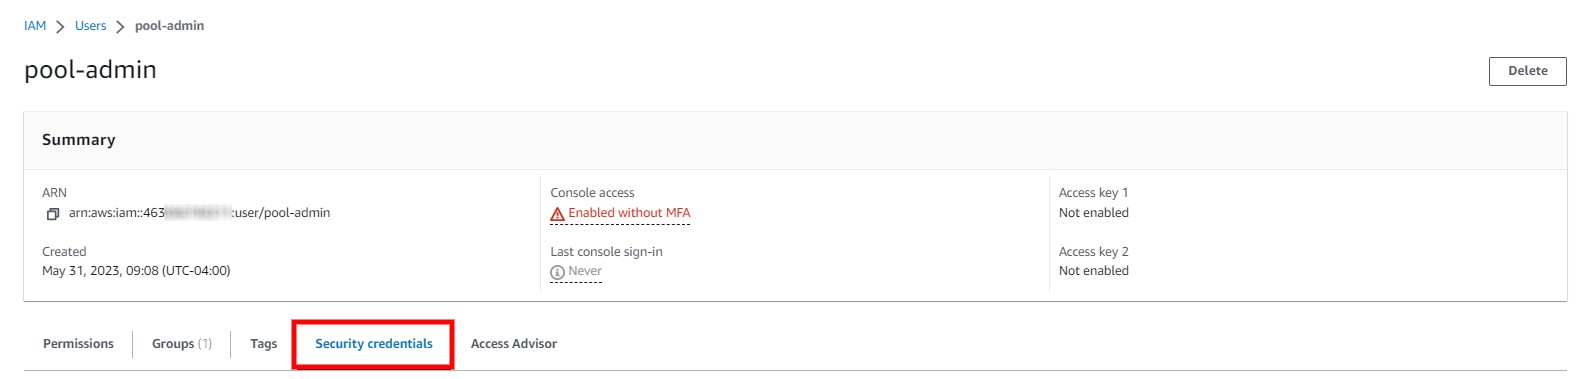 IAM > Users > pool-admin
pool-admin
Delete
Summary
ARN
arn:aws:iam::463 :user/pool-admin
Created
May 31, 2023, 09:08 (UTC-04:00)
Console access
Enabled without MFA
Last console sign-in
Never
Access key 1
Not enabled
Access key 2
Not enabled
Permissions Groups (1) Tags Security credentials Access Advisor